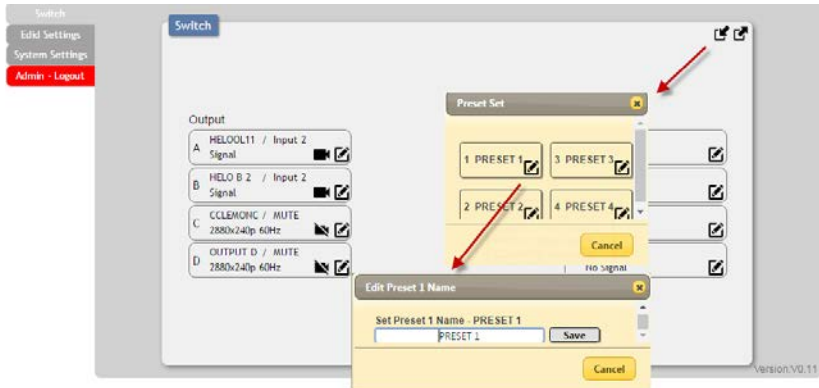 Switch
Edid Settings
System Settings
Admin - Logout
Switch
Output
A HELOOL11 / Input 2
Signal
B HELO B 2 / Input 2
Signal
C CCLEMONC / MUTE
2880x240p 60Hz
D OUTPUT D / MUTE
2880x240p 60Hz
Preset Set
1 PRESET 1
3 PRESET 3
2 PRESET 2
4 PRESET 4
Cancel
No Signal
Edit Preset 1 Name
Set Preset 1 Name - PRESET 1
PRESET 1 Save
Cancel
Version:V0.11